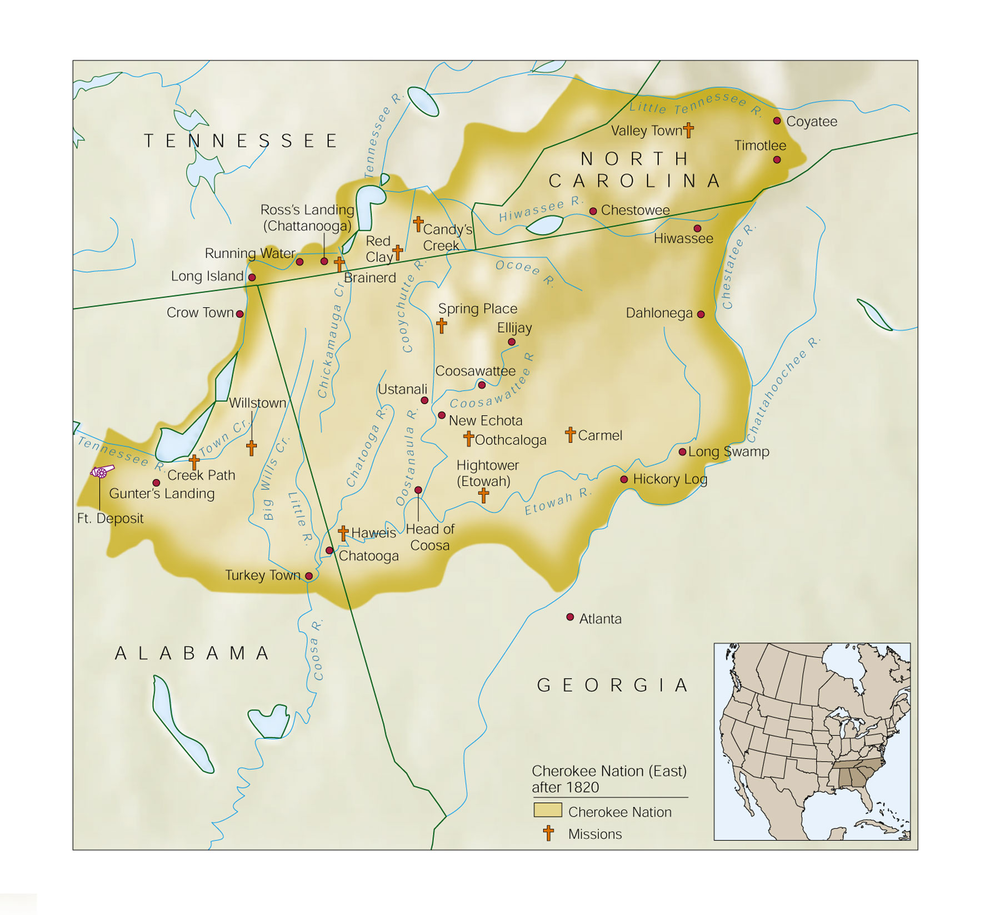 Little Tennessee R.
Tennessee R.
Coyatee
Valley Town
TENNESSEE
Timotlee
NORTH
CAROLINA
Ross's Landing
(Chattanooga)
Hiwassee R.
Chestowee
Candy's
Creek
Hiwassee
Red
Clay
Running Water
Long Island
Brainerd
Ocoee R.
Chestatee R.
Crow Town
Chickamauga Cr.
Cooychutte R.
Spring Place
Ellijay
Dahlonega
Coosawattee
Coosawattee R
Ustanali
Chattahoochee R.
Willstown
New Echota
Town Cr.
Chatooga R.
Oostanaula R.
Oothcaloga
Carmel
Tennessee R.
Big Wills Cr.
Little R.
Long Swamp
Hightower
(Etowah)
Creek Path
Hickory Log
Gunter's Landing
Etowah R.
Ft. Deposit
Haweis
Head of
Coosa
Chatooga
Turkey Town
Atlanta
Coosa R.
ALABAMA
GEORGIA
Cherokee Nation (East)
after 1820
Cherokee Nation
Missions